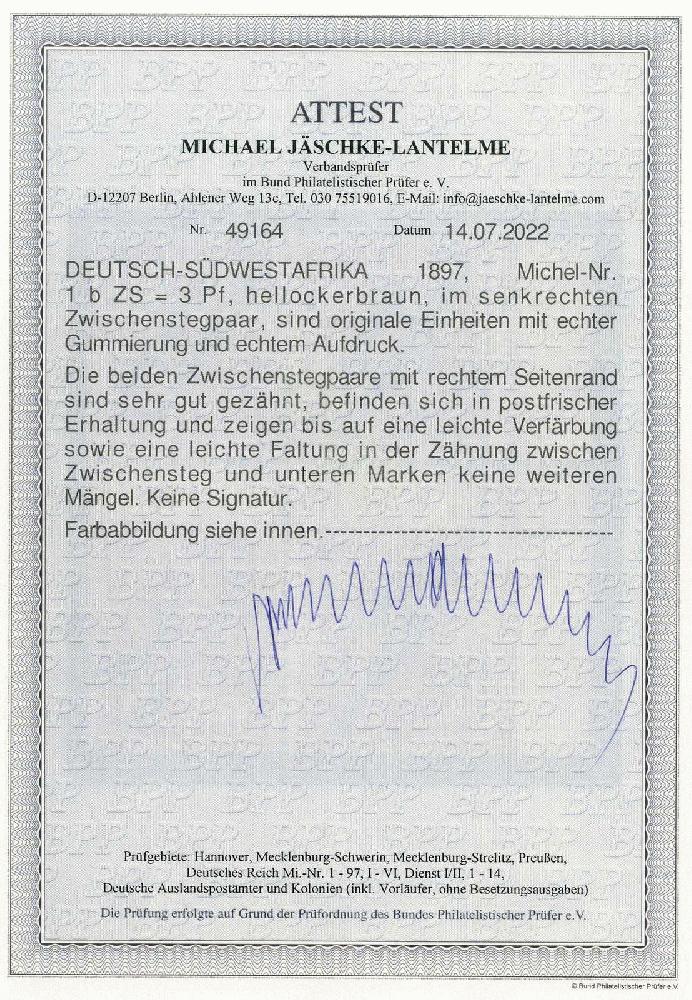 ATTEST
MICHAEL JÄSCHKE-LANTELME
Verbandsprüfer
im Bund Philatelistischer Prüfer e. V.
D-12207 Berlin, Ahlener Weg 13c, Tel. 030 75519016, E-Mail: info@jaeschke-lantelme.com
Nr. 49164 Datum 14.07.2022
DEUTSCH-SÜDWESTAFRIKA 1897, Michel-Nr.
1 b ZS = 3 Pf, hellockerbraun, im senkrechten
Zwischenstegpaar, sind originale Einheiten mit echter
Gummierung und echtem Aufdruck.
Die beiden Zwischenstegpaare mit rechtem Seitenrand
sind sehr gut gezähnt, befinden sich in postfrischer
Erhaltung und zeigen bis auf eine leichte Verfärbung
sowie eine leichte Faltung in der Zähnung zwischen
Zwischensteg und unteren Marken keine weiteren
Mängel. Keine Signatur.
Farbabbildung siehe innen.-----------------------------------
Prüfgebiete: Hannover, Mecklenburg-Schwerin, Mecklenburg-Strelitz, Preußen,
Deutsches Reich Mi.-Nr. 1 - 97, I - VI, Dienst I/II, 1 - 14,
Deutsche Auslandspostämter und Kolonien (inkl. Vorläufer, ohne Besetzungsausgaben)
Die Prüfung erfolgte auf Grund der Prüfordnung des Bundes Philatelistischer Prüfer e.V.
© Bund Philatelistischer Prüfer e.V.